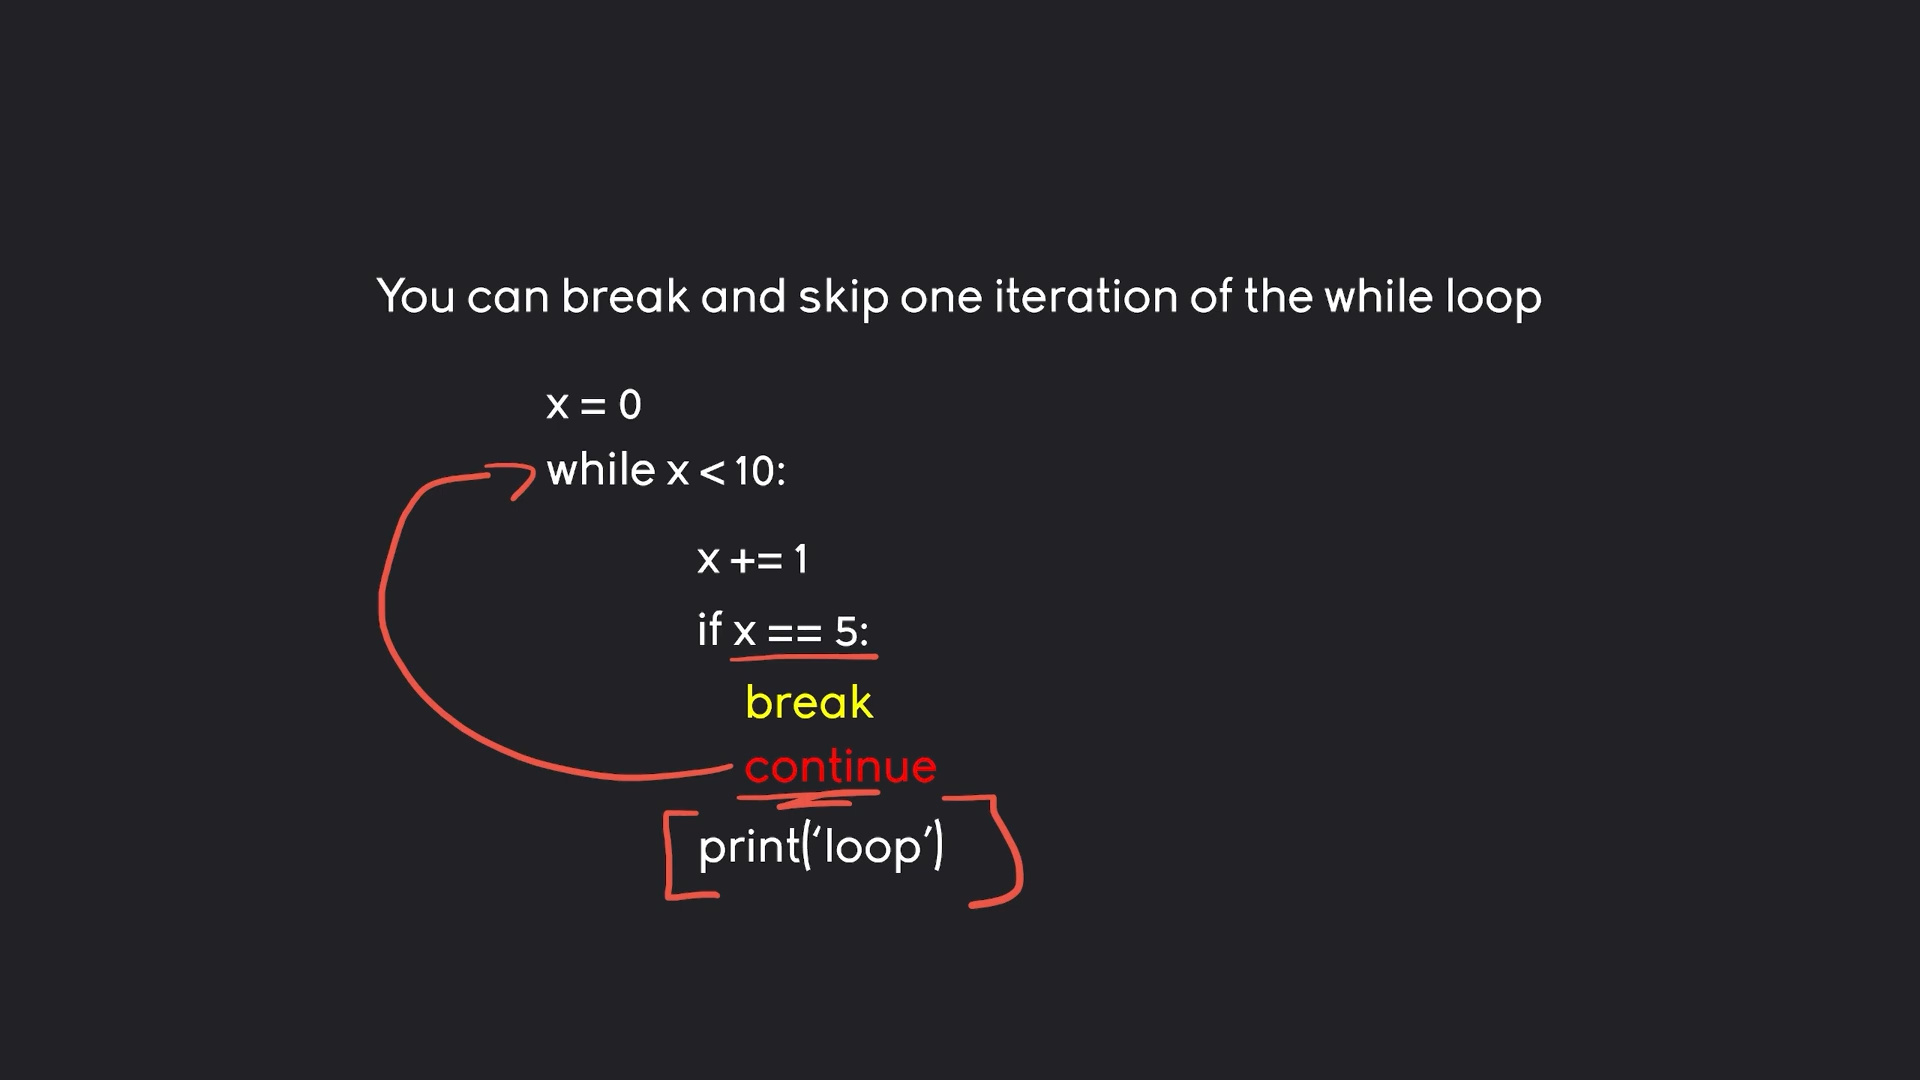 You can break and skip one iteration of the while loop
x = 0
while x < 10:
x += 1
if x == 5:
break
continue
print(‘loop’)